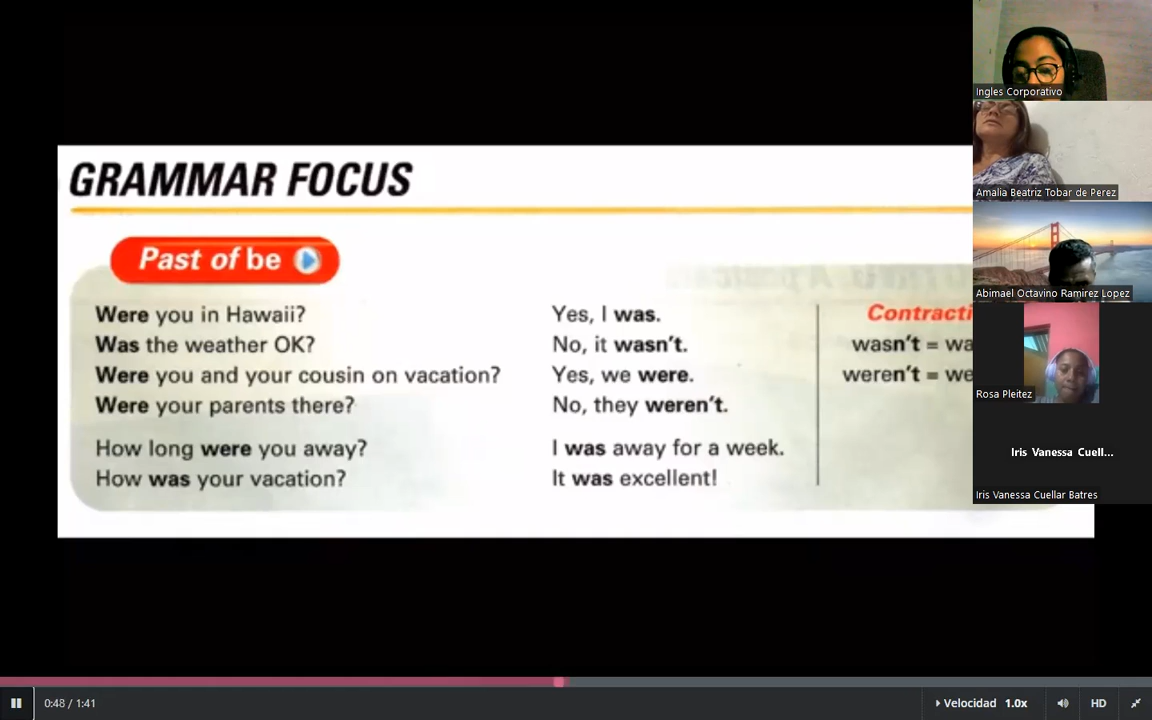 GRAMMAR FOCUS
Past of be
Were you in Hawaii? Yes, I was.
Was the weather OK? No, it wasn't.
Were you and your cousin on vacation? Yes, we were.
Were your parents there? No, they weren't.
How long were you away? I was away for a week.
How was your vacation? It was excellent!
Contracti
wasn't = wa
weren't = we
Ingles Corporativo
Amalia Beatriz Tobar de Perez
Abimael Octavino Ramirez Lopez
Rosa Pleitez
Iris Vanessa Cuell...
Iris Vanessa Cuellar Batres
0:48 / 1:41
Velocidad 1.0x
HD